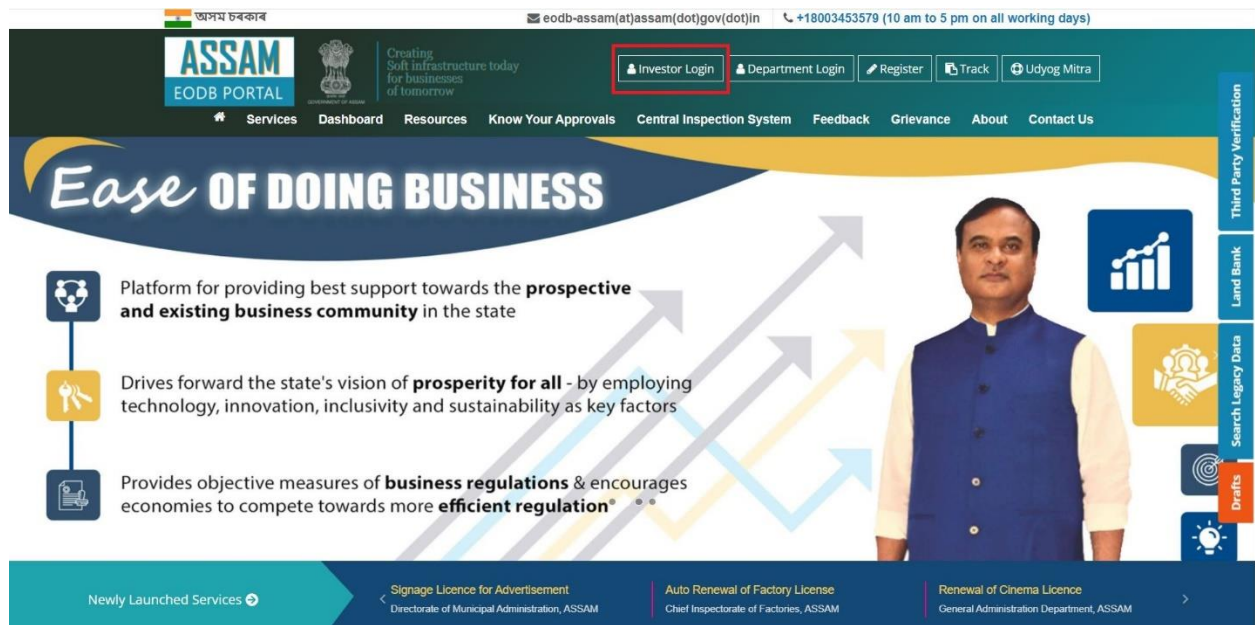 অসম চৰকাৰ
eodb-assam(at)assam(dot)gov(dot)in
+18003453579 (10 am to 5 pm on all working days)
ASSAM
EODB PORTAL
GOVERNMENT OF ASSAM
Creating
Soft infrastructure today
for businesses
of tomorrow
Investor Login
Department Login
Register
Track
Udyog Mitra
Services Dashboard Resources Know Your Approvals Central Inspection System Feedback Grievance About Contact Us
Ease OF DOING BUSINESS
Platform for providing best support towards the prospective
and existing business community in the state
Drives forward the state's vision of prosperity for all - by employing
technology, innovation, inclusivity and sustainability as key factors
Provides objective measures of business regulations & encourages
economies to compete towards more efficient regulation
Third Party Verification
Land Bank
Search Legacy Data
Drafts
Newly Launched Services
Signage Licence for Advertisement
Directorate of Municipal Administration, ASSAM
Auto Renewal of Factory License
Chief Inspectorate of Factories, ASSAM
Renewal of Cinema Licence
General Administration Department, ASSAM